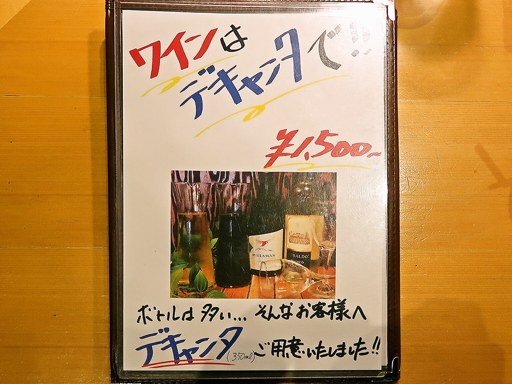 ワインは
デキャンタで!!
¥1,500~
ボトルは多い... そんなお客様へ
デキャンタ(350ml)ご用意いたしました!!